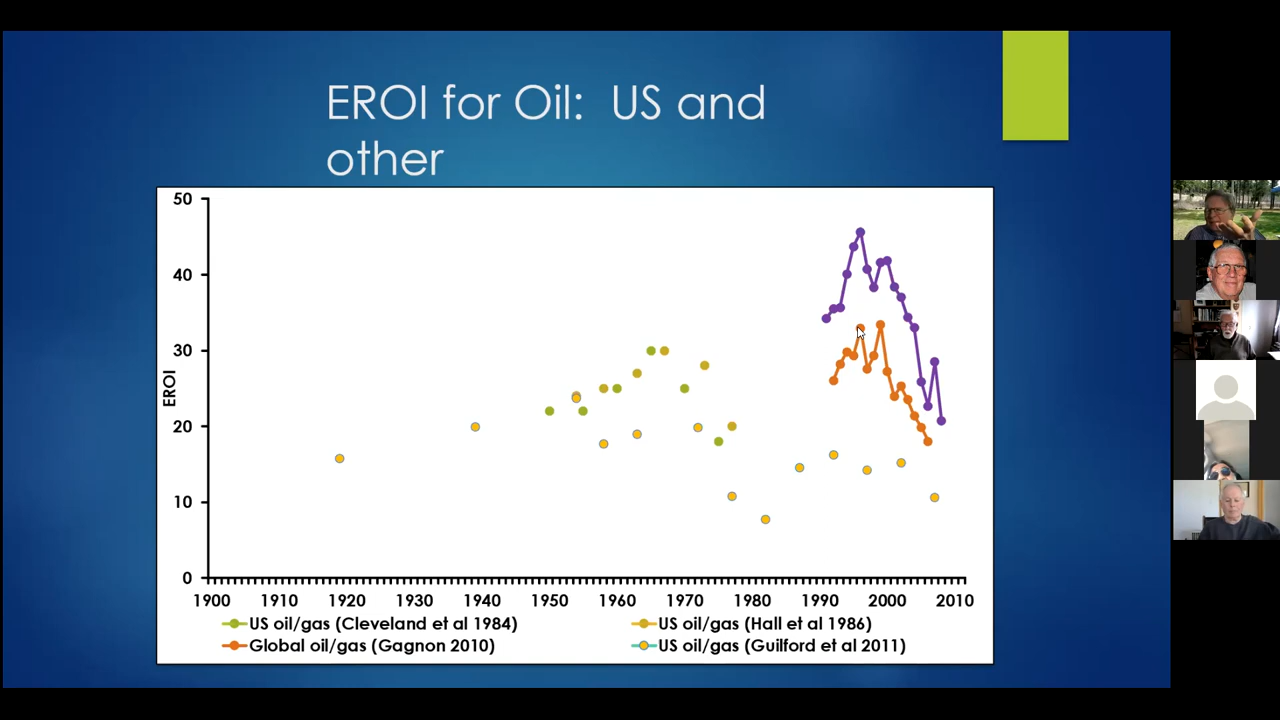 EROI for Oil:  US and
other
50
40
30
20
10
0
EROI
1900 1910 1920 1930 1940 1950 1960 1970 1980 1990 2000 2010
US oil/gas (Cleveland et al 1984) US oil/gas (Hall et al 1986)
Global oil/gas (Gagnon 2010) US oil/gas (Guilford et al 2011)